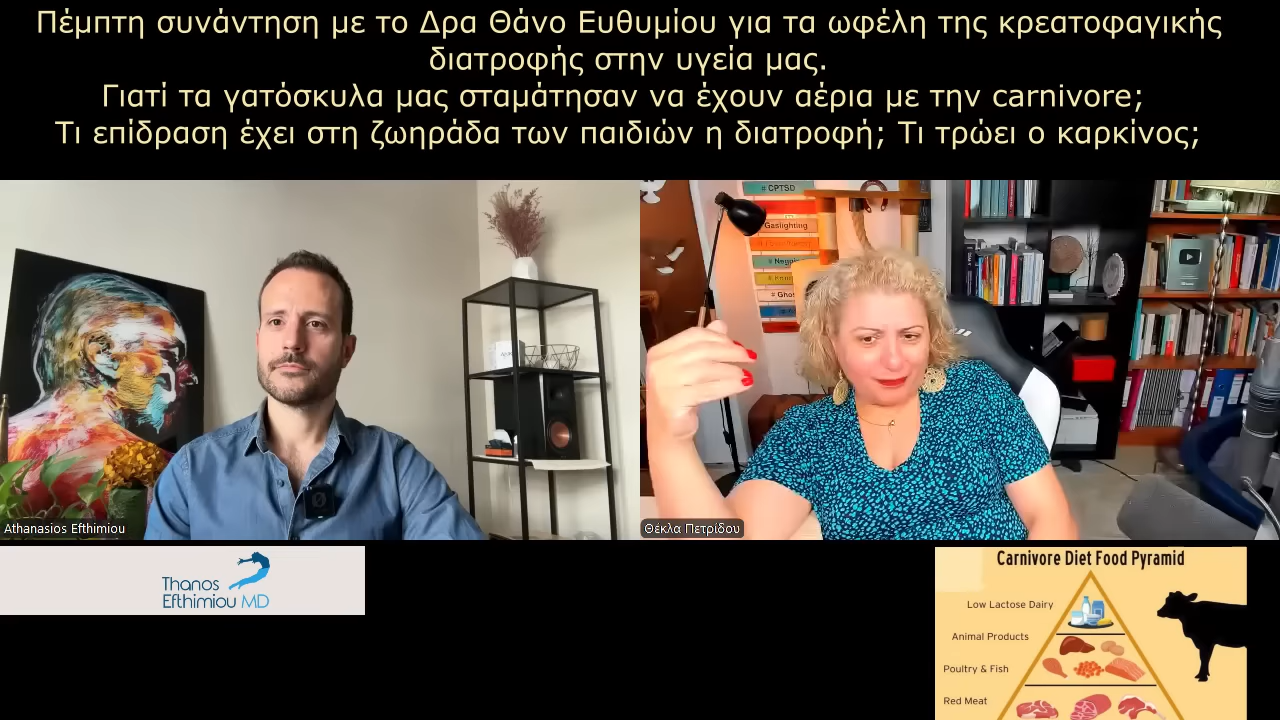 Πέμπτη συνάντηση με το Δρα Θάνο Ευθυμίου για τα ωφέλη της κρεατοφαγικής
διατροφής στην υγεία μας.
Γιατί τα γατόσκυλα μας σταμάτησαν να έχουν αέρια με την carnivore;
Τι επίδραση έχει στη ζωηράδα των παιδιών η διατροφή; Τι τρώει ο καρκίνος;
# CPTSD
Gaslighting
Athanasios Efthimiou
Θέκλα Πετρίδου
Thanos
Efthimiou MD
Carnivore Diet Food Pyramid
Low Lactose Dairy
Animal Products
Poultry & Fish
Red Meat